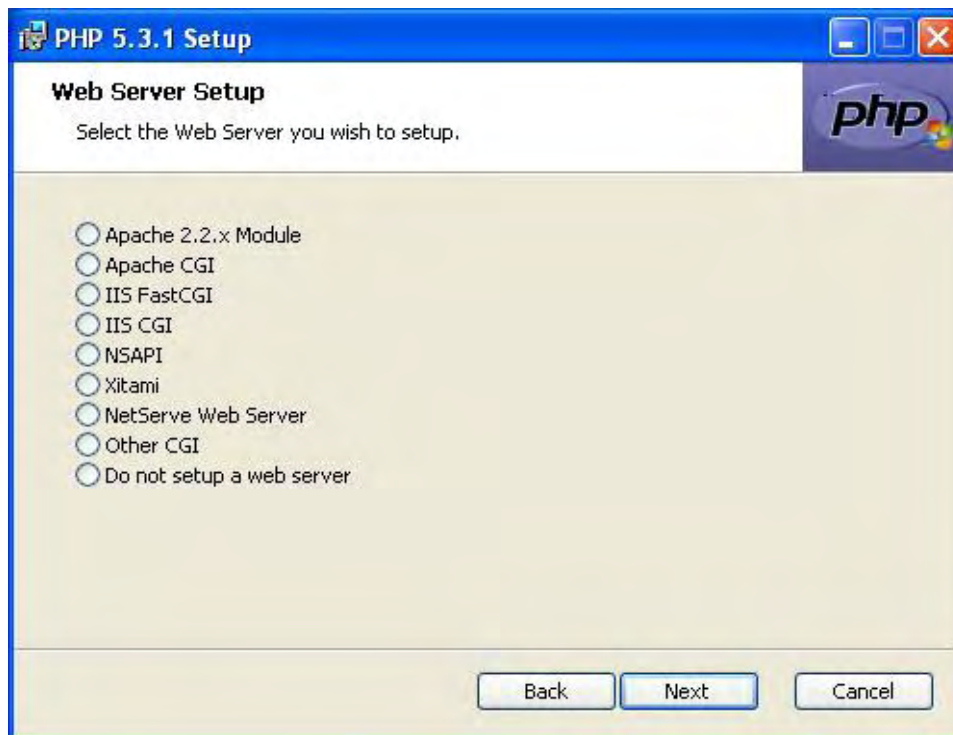 PHP 5.3.1 Setup
Web Server Setup
Select the Web Server you wish to setup.
php
Apache 2.2.x Module
Apache CGI
IIS FastCGI
IIS CGI
NSAPI
Xitami
NetServe Web Server
Other CGI
Do not setup a web server
Back Next Cancel